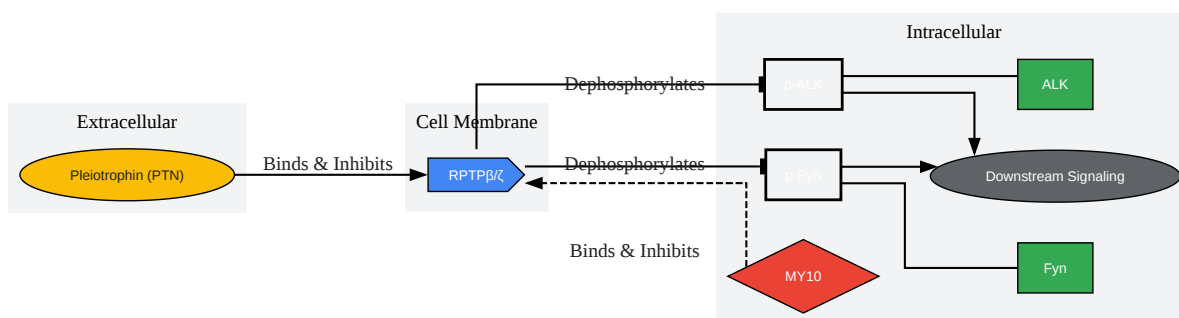 Intracellular
Dephosphorylates
p-ALK
ALK
Extracellular
Cell Membrane
Binds & Inhibits
Dephosphorylates
Pleiotrophin (PTN)
RPTPβ/ζ
p-Fyn
Downstream Signaling
Binds & Inhibits
MY10
Fyn